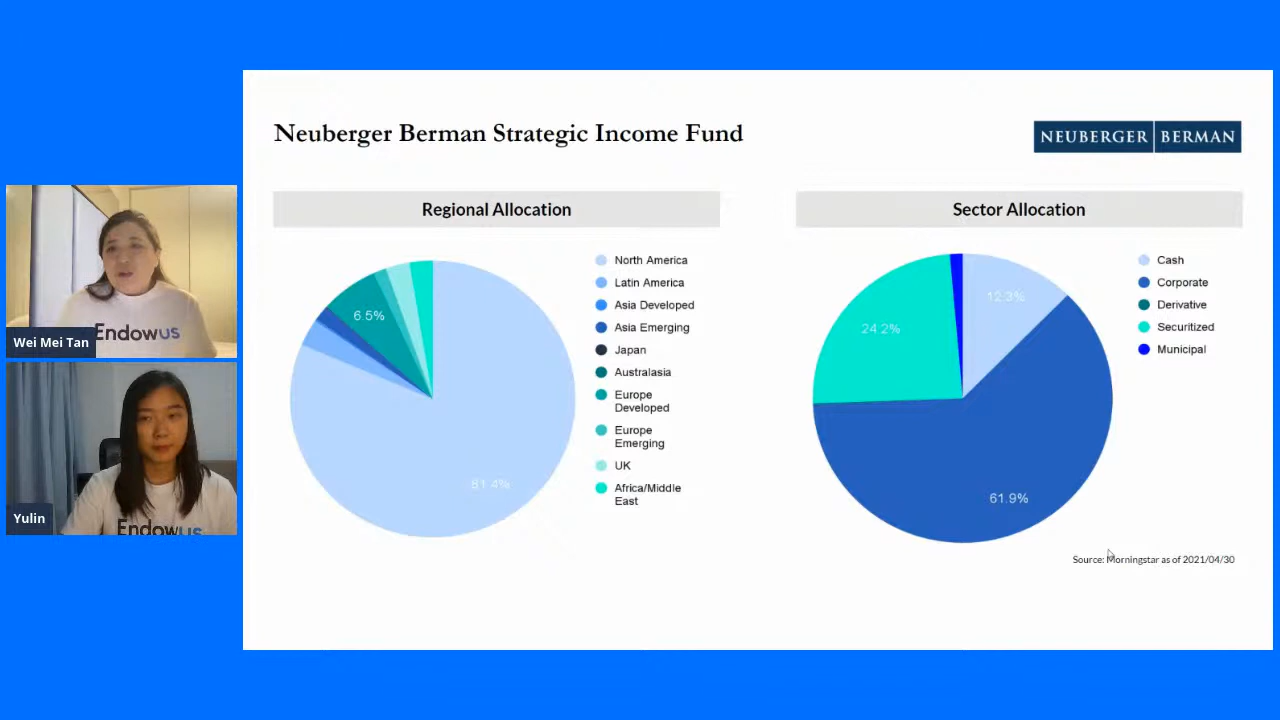 Neuberger Berman Strategic Income Fund
NEUBERGER BERMAN
Regional Allocation
Sector Allocation
6.5%
81.4%
North America
Latin America
Asia Developed
Asia Emerging
Japan
Australasia
Europe
Developed
Europe
Emerging
UK
Africa/Middle
East
12.3%
24.2%
61.9%
Cash
Corporate
Derivative
Securitized
Municipal
Source: Morningstar as of 2021/04/30
Endowus
Wei Mei Tan
Endowus
Yulin